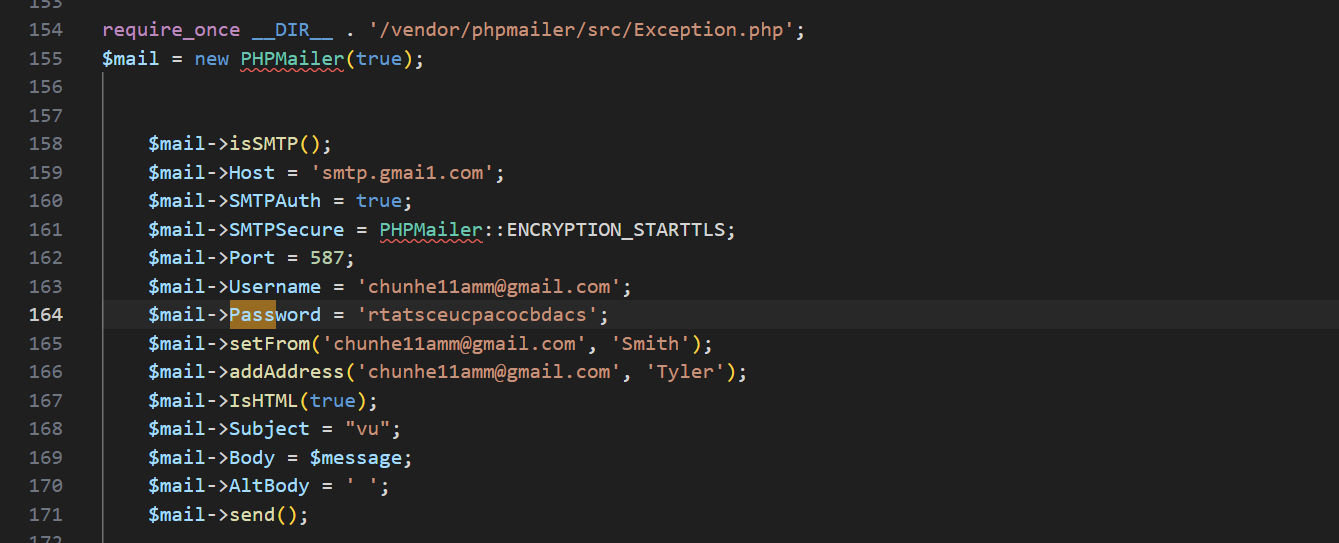 153
154 require_once __DIR__ . '/vendor/phpmailer/src/Exception.php';
155 $mail = new PHPMailer(true);
156
157
158 $mail->isSMTP();
159 $mail->Host = 'smtp.gmai1.com';
160 $mail->SMTPAuth = true;
161 $mail->SMTPSecure = PHPMailer::ENCRYPTION_STARTTLS;
162 $mail->Port = 587;
163 $mail->Username = 'chunhe11amm@gmail.com';
164 $mail->Password = 'rtatsceucpacocbdacs';
165 $mail->setFrom('chunhe11amm@gmail.com', 'Smith');
166 $mail->addAddress('chunhe11amm@gmail.com', 'Tyler');
167 $mail->IsHTML(true);
168 $mail->Subject = "vu";
169 $mail->Body = $message;
170 $mail->AltBody = ' ';
171 $mail->send();
172